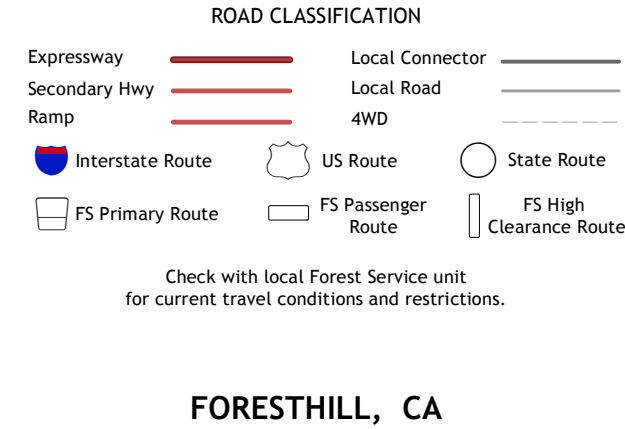 ROAD CLASSIFICATION
Expressway
Local Connector
Secondary Hwy
Local Road
Ramp
4WD
Interstate Route
US Route
State Route
FS Primary Route
FS Passenger
Route
FS High
Clearance Route
Check with local Forest Service unit
for current travel conditions and restrictions.
FORESTHILL, CA